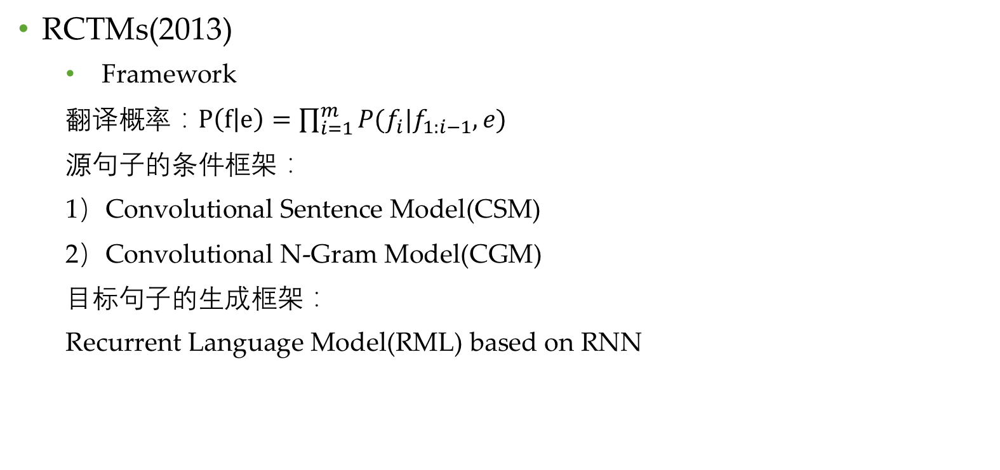 • RCTMs(2013)
• Framework
翻译概率：P(f|e) = ∏_{i=1}^{m} P(f_i|f_{1:i−1}, e)
源句子的条件框架：
1）Convolutional Sentence Model(CSM)
2）Convolutional N-Gram Model(CGM)
目标句子的生成框架：
Recurrent Language Model(RML) based on RNN